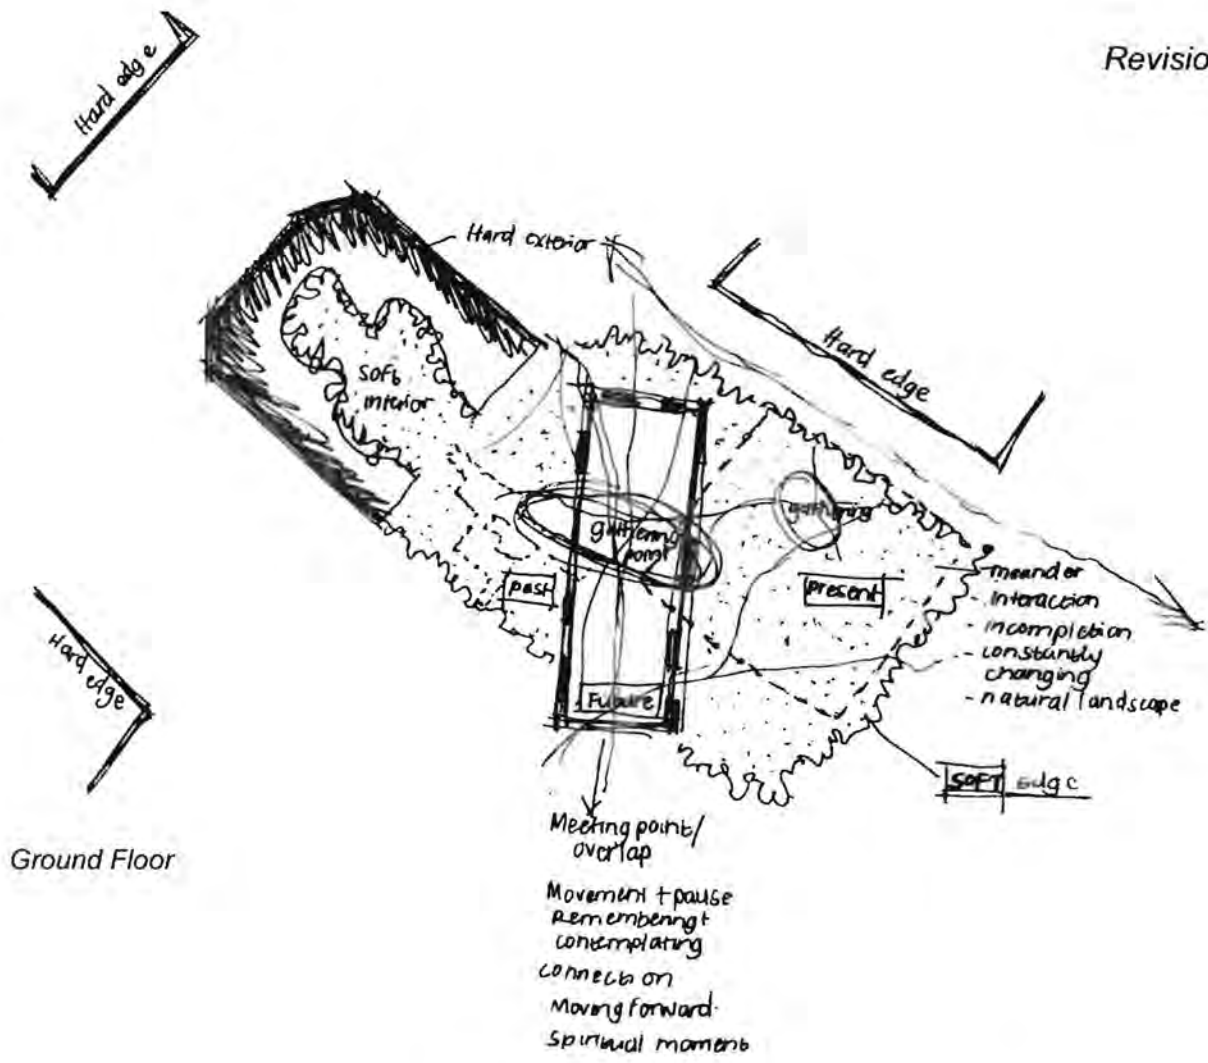 Revisio
Hard edge
Hard exterior
Hard edge
Soft
interior
gathering
point
gathering
past
present
- meander
- interaction
- incompletion
- constantly
changing
- natural landscape
Hard edge
Future
SOFT Edge
Meeting point/
overlap
Ground Floor
Movement + pause
Remembering +
contemplating
connection
Moving forward.
spiritual moment